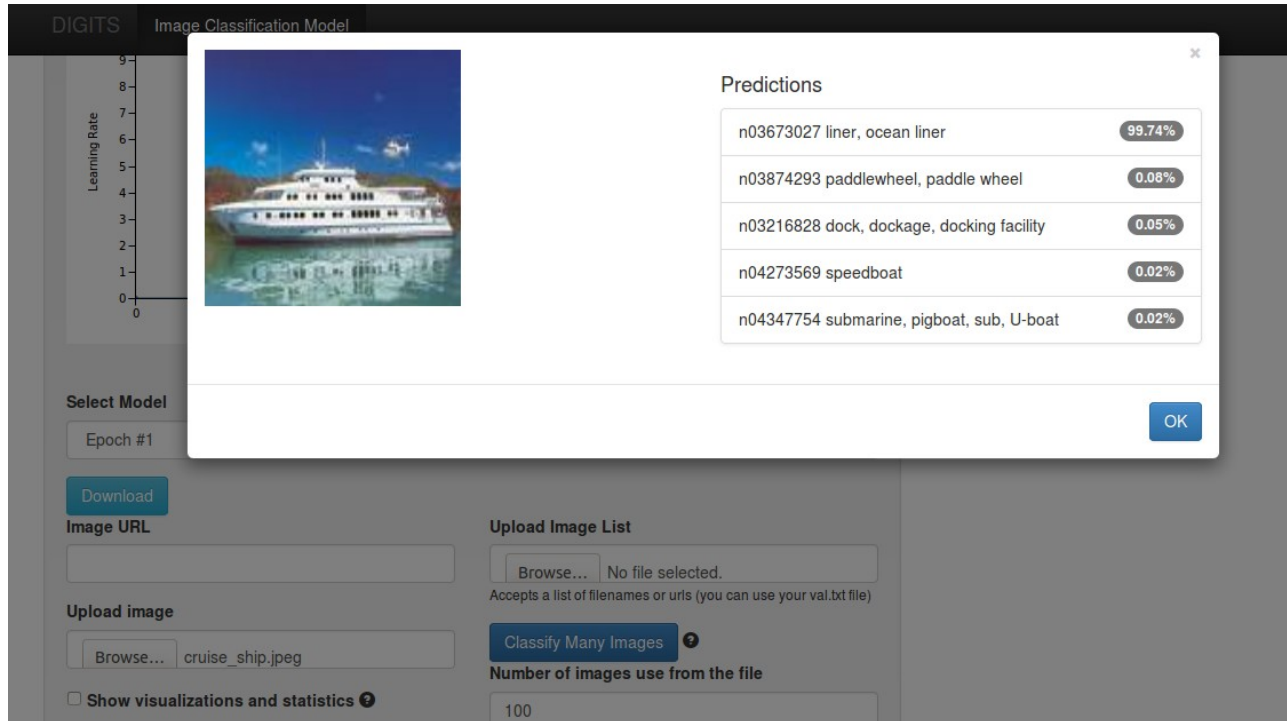 DIGITS Image Classification Model
×
Predictions
n03673027 liner, ocean liner 99.74%
n03874293 paddlewheel, paddle wheel 0.08%
n03216828 dock, dockage, docking facility 0.05%
n04273569 speedboat 0.02%
n04347754 submarine, pigboat, sub, U-boat 0.02%
OK
Learning Rate
9
8
7
6
5
4
3
2
1
0
0
Select Model
Epoch #1
Download
Image URL
Upload image
Browse... cruise_ship.jpeg
Show visualizations and statistics ?
Upload Image List
Browse... No file selected.
Accepts a list of filenames or urls (you can use your val.txt file)
Classify Many Images ?
Number of images use from the file
100